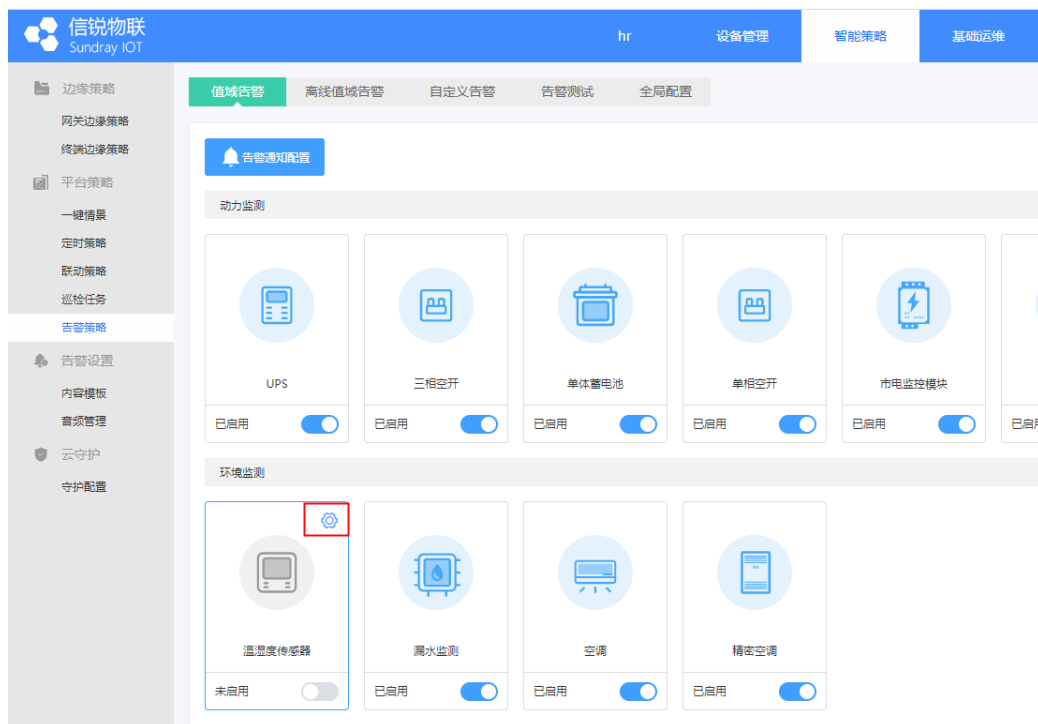 信锐物联
Sundray IOT
hr
设备管理
智能策略
基础运维
边缘策略
网关边缘策略
终端边缘策略
平台策略
一键情景
定时策略
联动策略
巡检任务
告警策略
告警设置
内容模板
音频管理
云守护
守护配置
值域告警
离线值域告警
自定义告警
告警测试
全局配置
告警通知配置
动力监测
UPS
三相空开
单体蓄电池
单相空开
市电监控模块
已启用
已启用
已启用
已启用
已启用
已启
环境监测
温湿度传感器
漏水监测
空调
精密空调
未启用
已启用
已启用
已启用